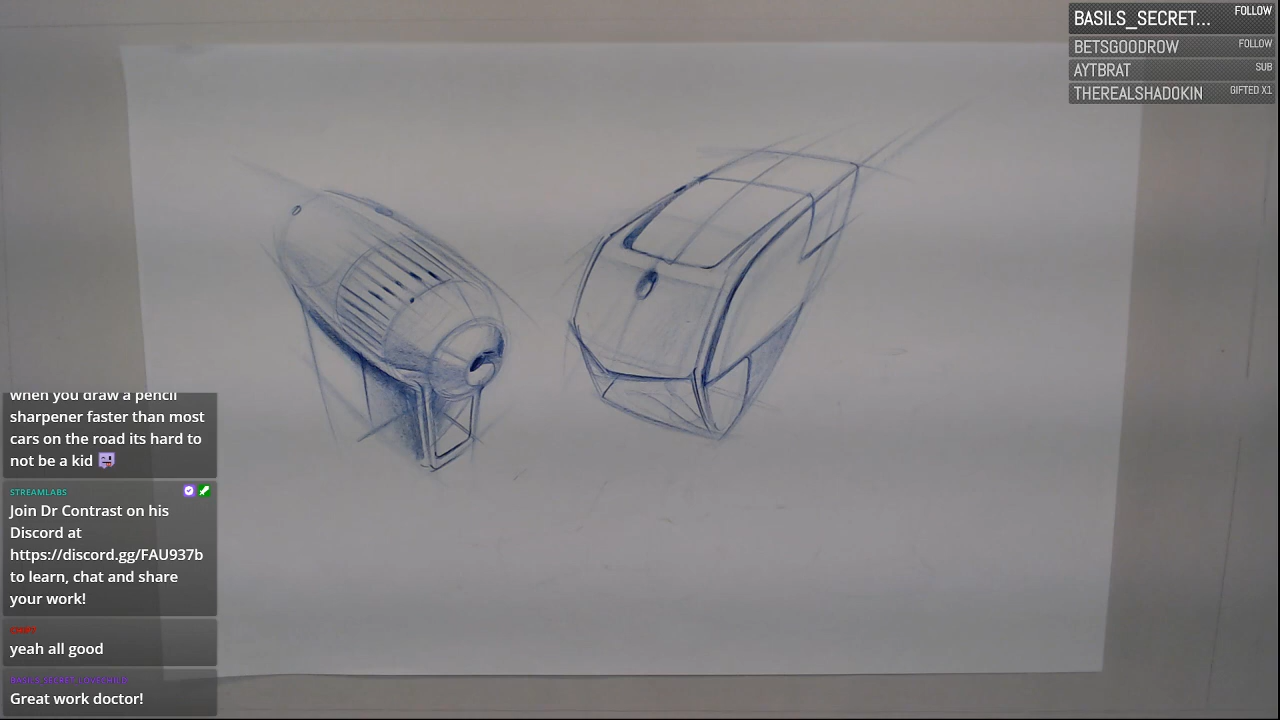 BASILS_SECRET... FOLLOW
BETSGOODROW FOLLOW
AYTBRAT SUB
THEREALSHADOKIN GIFTED X1
when you draw a pencil
sharpener faster than most
cars on the road its hard to
not be a kid
STREAMLABS
Join Dr Contrast on his
Discord at
https://discord.gg/FAU937b
to learn, chat and share
your work!
yeah all good
Great work doctor!